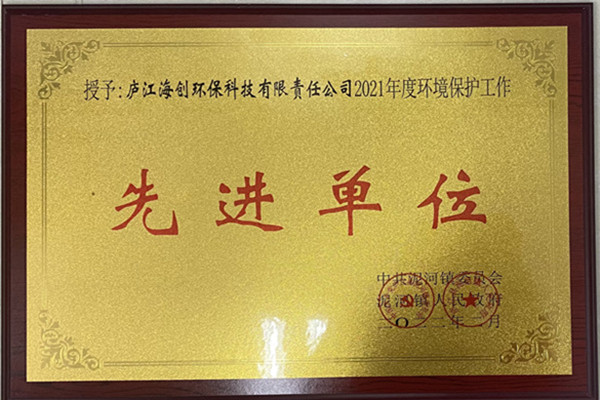 授予:庐江海创环保科技有限责任公司2021年度环境保护工作
先进单位
中共泥河镇委员会
泥河镇人民政府
二〇二二年 月